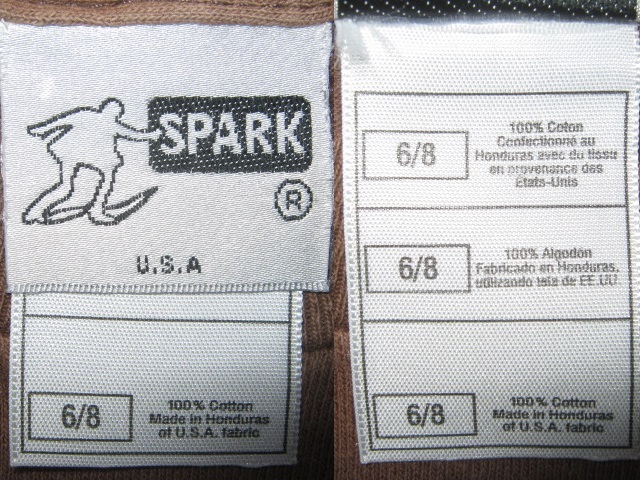 SPARK
®
U.S.A
6/8
100% Cotton
Made in Honduras
of U.S.A. fabric
6/8
100% Coton
Confectionné au
Honduras avec du tissu
en provenance des
États-Unis
6/8
100% Algodón
Fabricado en Honduras,
utilizando tela de EE.UU.
6/8
100% Cotton
Made in Honduras
of U.S.A. fabric